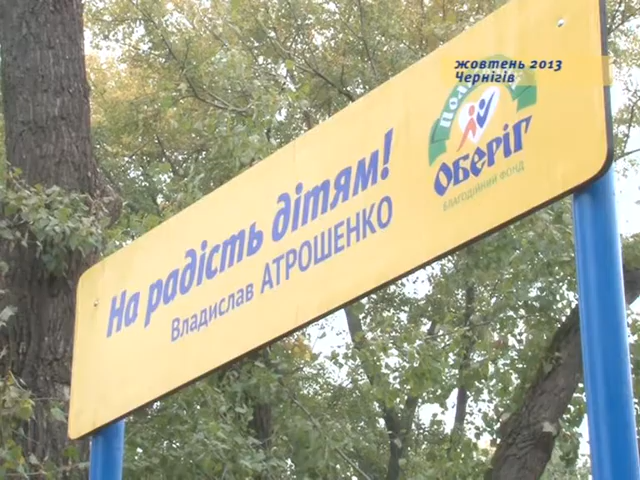 жовтень 2013
Чернігів
На радість дітям!
Владислав АТРОШЕНКО
Оберіг
БЛАГОДІЙНИЙ ФОНД